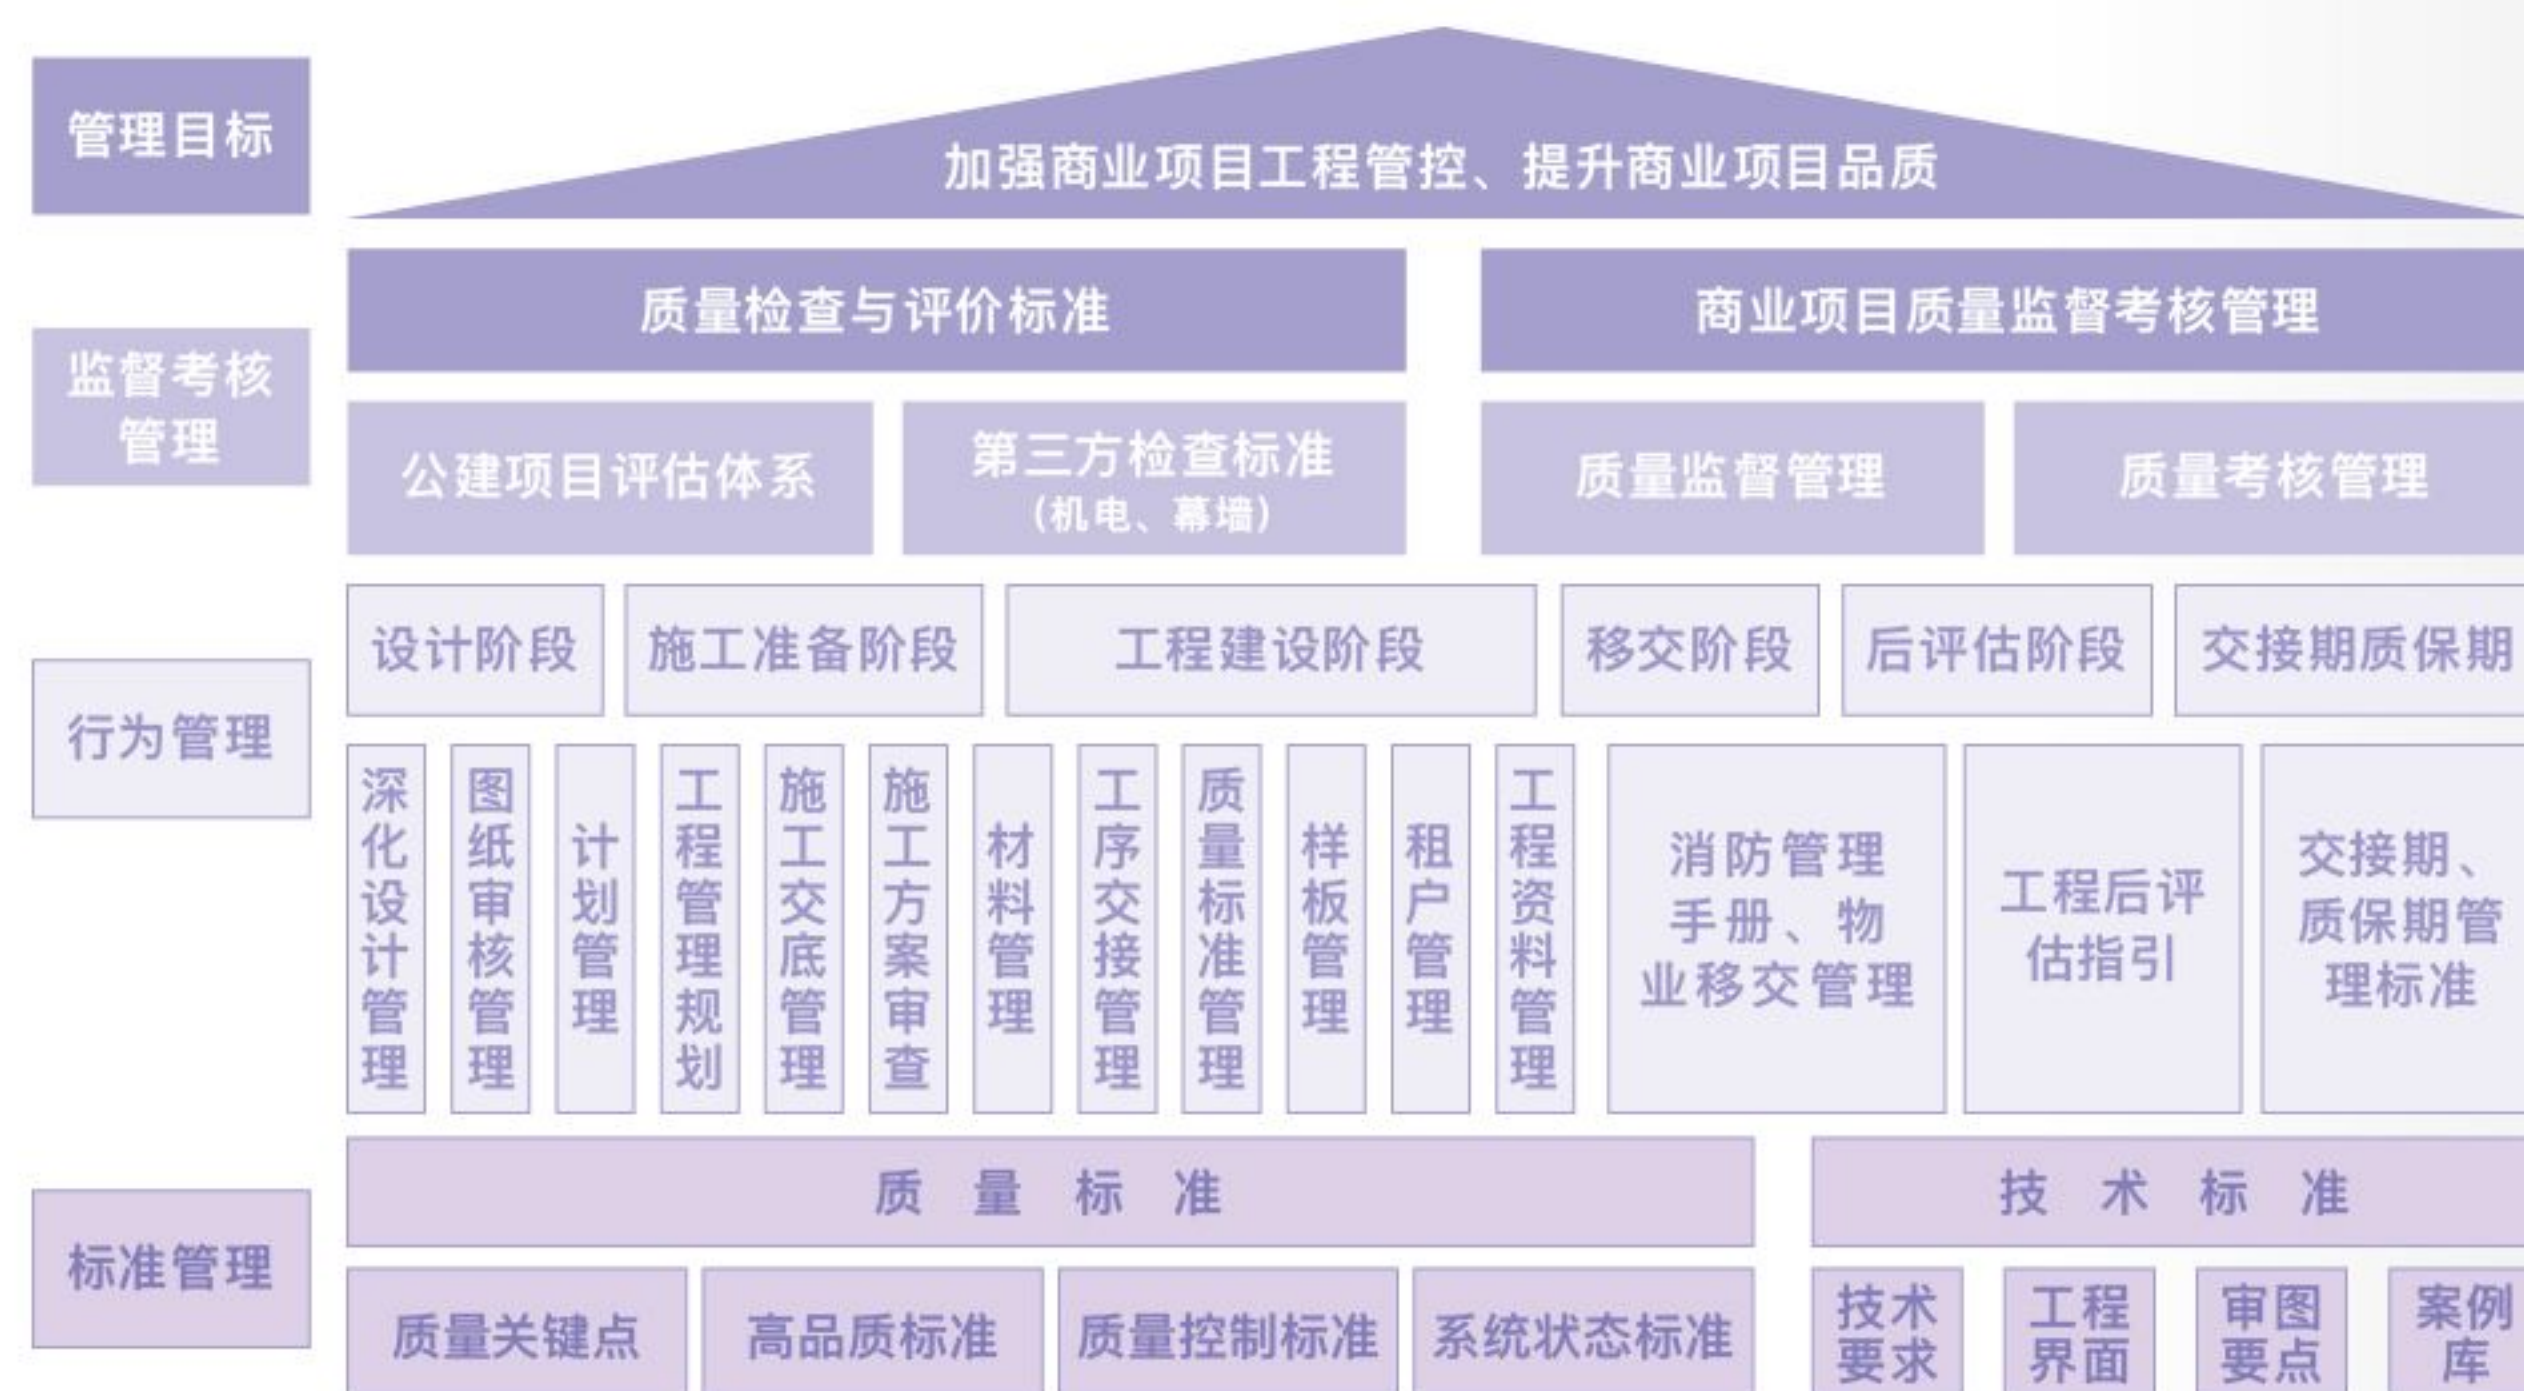 管理目标
加强商业项目工程管控、提升商业项目品质
监督考核
管理
质量检查与评价标准
商业项目质量监督考核管理
公建项目评估体系
第三方检查标准
（机电、幕墙）
质量监督管理
质量考核管理
行为管理
设计阶段
施工准备阶段
工程建设阶段
移交阶段
后评估阶段
交接期质保期
深化设计管理
图纸审核管理
计划管理
工程管理规划
施工交底管理
施工方案审查
材料管理
工序交接管理
质量标准管理
样板管理
租户管理
工程资料管理
消防管理
手册、物
业移交管理
工程后评
估指引
交接期、
质保期管
理标准
标准管理
质量标准
技术标准
质量关键点
高品质标准
质量控制标准
系统状态标准
技术
要求
工程
界面
审图
要点
案例
库